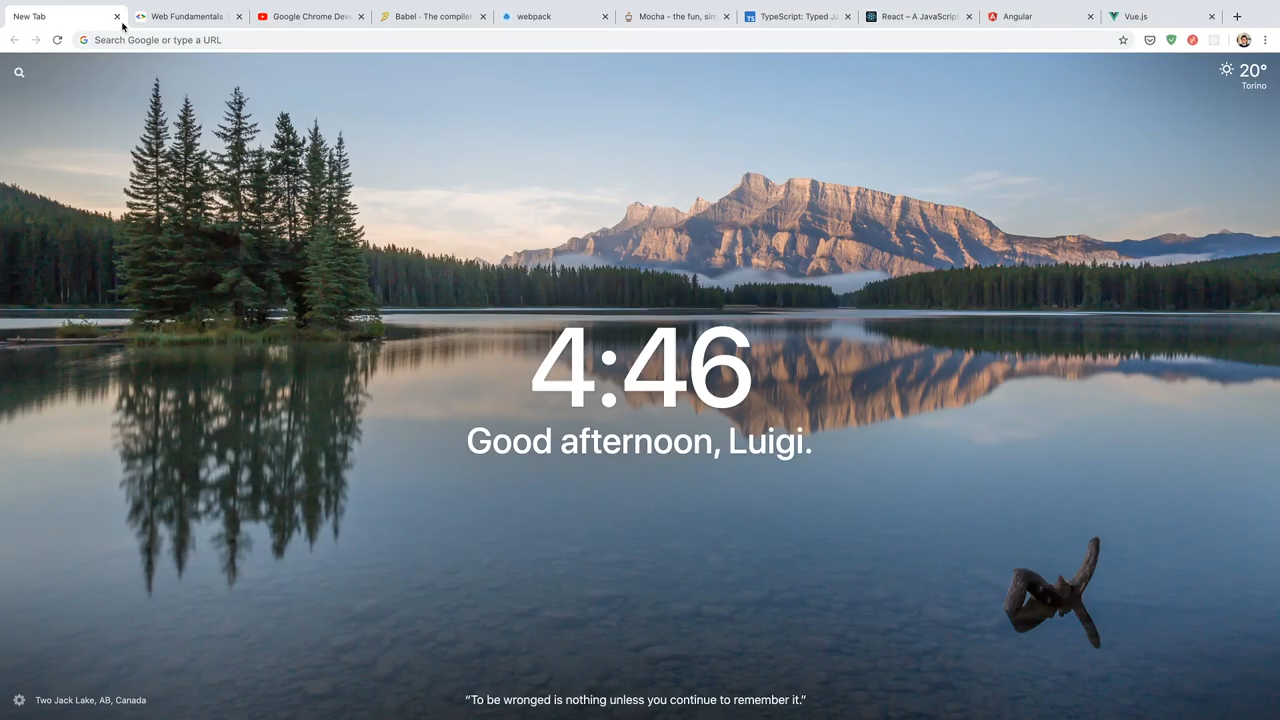 New Tab
Web Fundamentals
Google Chrome Deve
Babel · The compiler
webpack
Mocha - the fun, sim
TypeScript: Typed Ja
React – A JavaScript
Angular
Vue.js
Search Google or type a URL
20°
Torino
4:46
Good afternoon, Luigi.
Two Jack Lake, AB, Canada
“To be wronged is nothing unless you continue to remember it.”